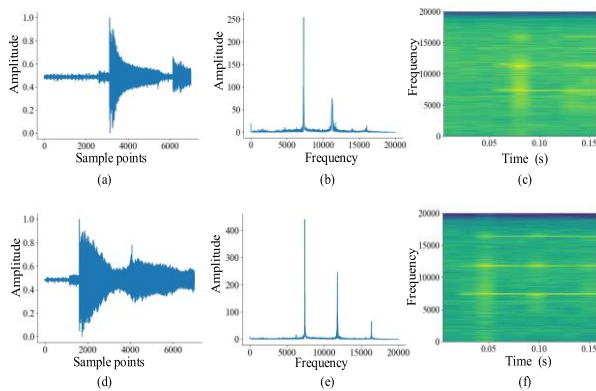 1.0
0.8
0.6
0.4
0.2
0.0
Amplitude
0 2000 4000 6000
Sample points
(a)
250
200
150
100
50
0
Amplitude
0 5000 10000 15000 20000
Frequency
(b)
20000
15000
10000
5000
0
Frequency
0.05 0.10 0.15
Time (s)
(c)
1.0
0.8
0.6
0.4
0.2
0.0
Amplitude
0 2000 4000 6000
Sample points
(d)
400
300
200
100
0
Amplitude
0 5000 10000 15000 20000
Frequency
(e)
20000
15000
10000
5000
0
Frequency
0.05 0.10 0.15
Time (s)
(f)